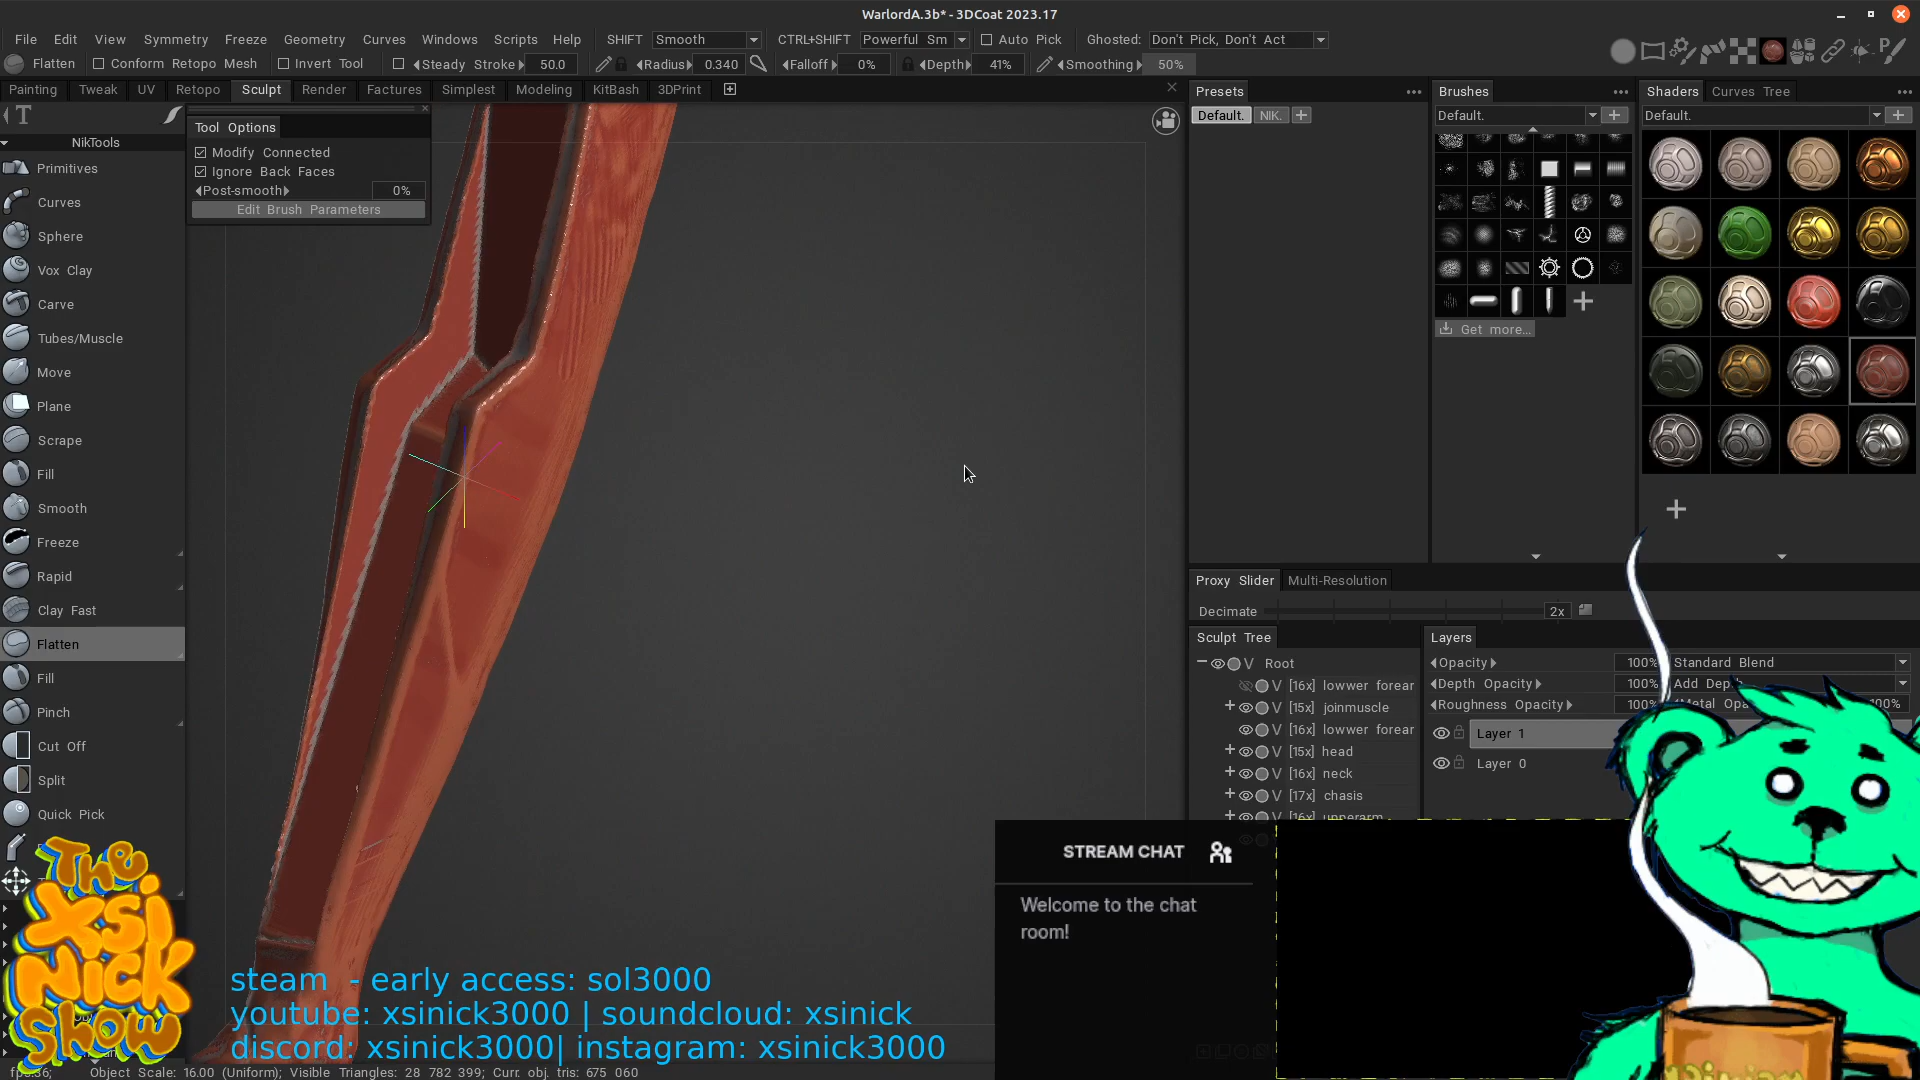 WarlordA.3b* - 3DCoat 2023.17
File Edit View Symmetry Freeze Geometry Curves Windows Scripts Help SHIFT Smooth CTRL+SHIFT Powerful Sm Auto Pick Ghosted: Don't Pick, Don't Act
Flatten Conform Retopo Mesh Invert Tool Steady Stroke 50.0 Radius 0.340 Falloff 0% Depth 41% Smoothing 50%
Painting Tweak UV Retopo Sculpt Render Factures Simplest Modeling KitBash 3DPrint
NikTools
Primitives
Curves
Sphere
Vox Clay
Carve
Tubes/Muscle
Move
Plane
Scrape
Fill
Smooth
Freeze
Rapid
Clay Fast
Flatten
Fill
Pinch
Cut Off
Split
Quick Pick
Tool Options
Modify Connected
Ignore Back Faces
Post-smooth 0%
Edit Brush Parameters
Presets
Default. NIK.
Brushes
Default.
Get more...
Shaders Curves Tree
Default.
Proxy Slider Multi-Resolution
Decimate 2x
Sculpt Tree
Root
[16x] lowwer forear
[15x] joinmuscle
[16x] lowwer forear
[15x] head
[16x] neck
[17x] chasis
[16x] upperarm
Layers
Opacity 100% Standard Blend
Depth Opacity 100% Add Depth
Roughness Opacity 100% Metal Opa 100%
Layer 1
Layer 0
STREAM CHAT
Welcome to the chat
room!
The
XSI
NiCK
Show
steam - early access: sol3000
youtube: xsinick3000 | soundcloud: xsinick
discord: xsinick3000| instagram: xsinick3000
Object Scale: 16.00 (Uniform); Visible Triangles: 28 782 399; Curr. obj. tris: 675 060